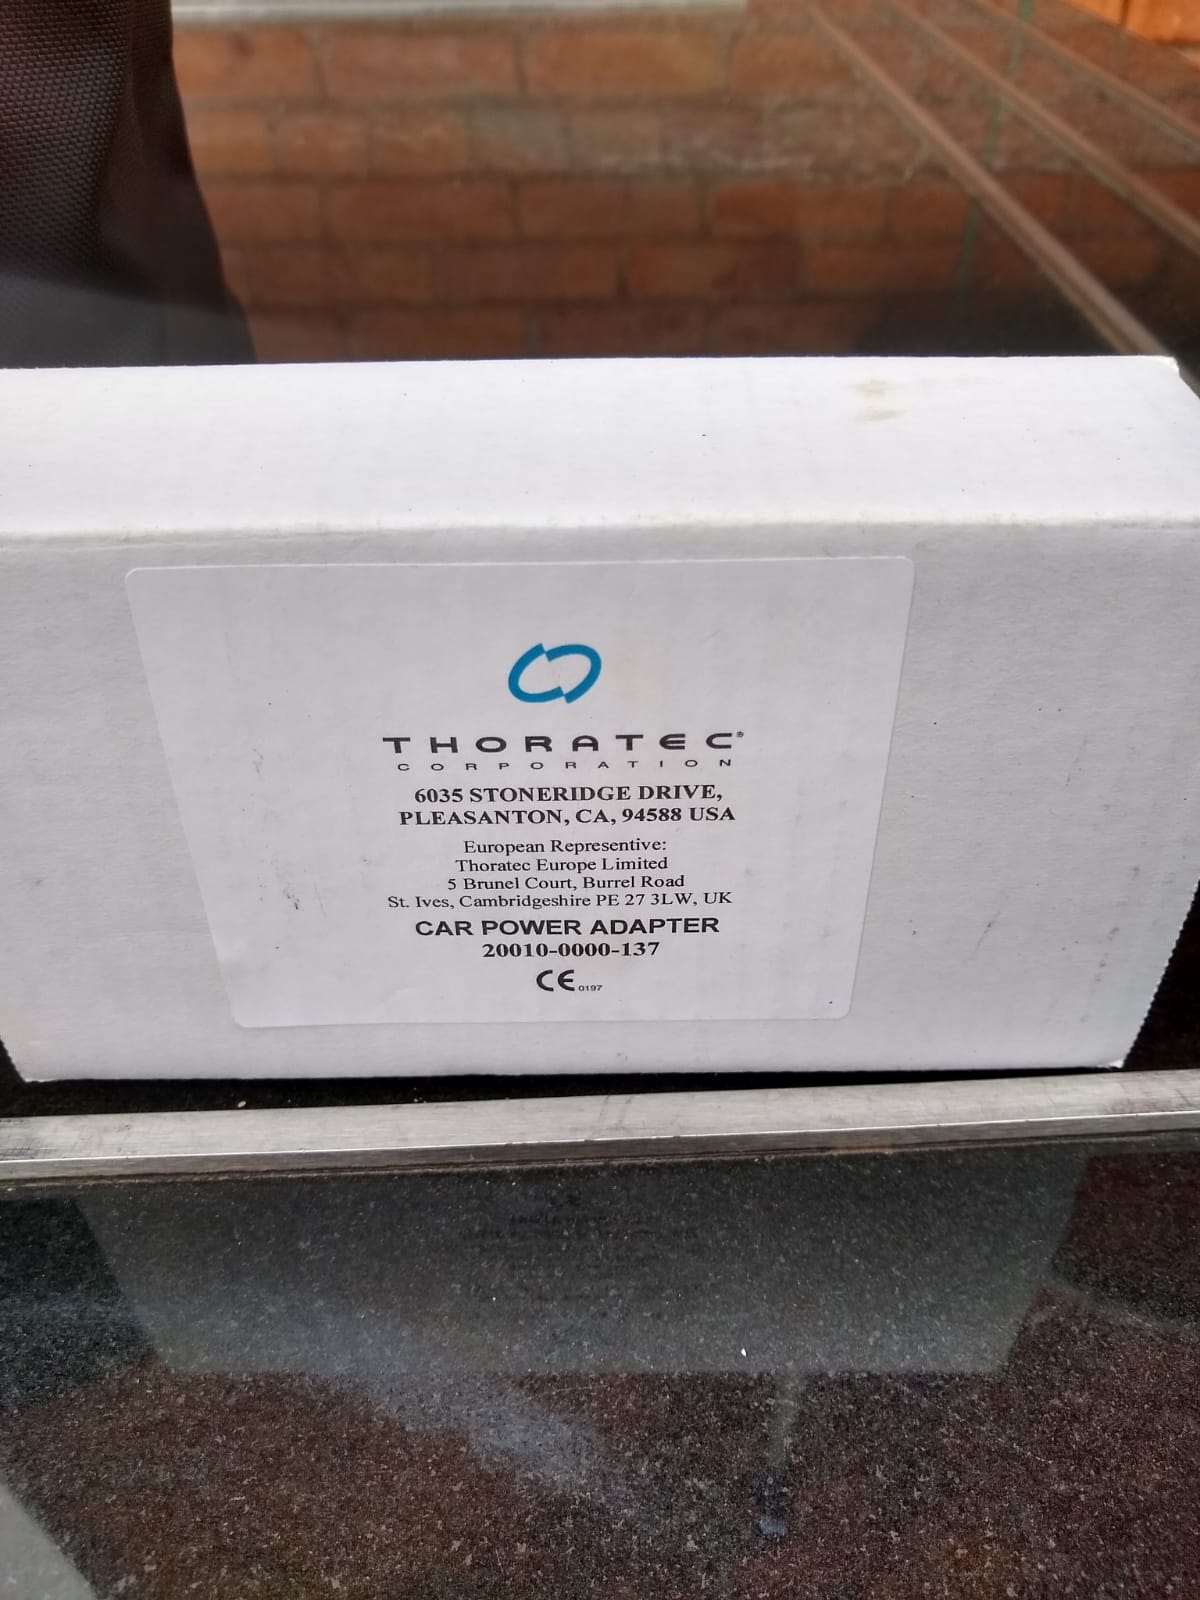 THORATEC®
CORPORATION
6035 STONERIDGE DRIVE,
PLEASANTON, CA, 94588 USA
European Representive:
Thoratec Europe Limited
5 Brunel Court, Burrel Road
St. Ives, Cambridgeshire PE 27 3LW, UK
CAR POWER ADAPTER
20010-0000-137
CE 0197